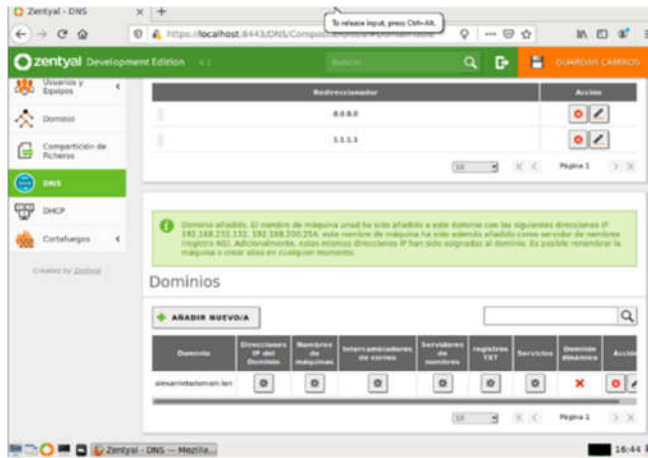 Zentyal - DNS
To release input, press Ctrl+Alt.
https://localhost:8443/DNS/
zentyal Development Edition
GUARDAR CAMBIOS
Usuarios y
Equipos
Dominio
Compartición de
Ficheros
DNS
DHCP
Cortafuegos
Created by Zentyal
Redireccionador
Acción
8.8.8.8
1.1.1.1
10
Página 1
Dominio añadido. El nombre de máquina
ha sido añadido a este dominio con las siguientes direcciones IP
192.168.200.254, este nombre de máquina ha sido además añadido como servidor de nombres
(registro NS). Adicionalmente, estas mismas direcciones IP han sido asignadas al dominio. Es posible renombrar la
máquina o crear alias en cualquier momento.
Dominios
AÑADIR NUEVO/A
Dominio
Direcciones
IP del
Dominio
Nombres
de
máquinas
Intercambiadores
de correo
Servidores
de
nombres
registros
TXT
Servicios
Dominio
dinámico
Acción
10
Página 1
Zentyal - DNS — Mozilla...
16:44